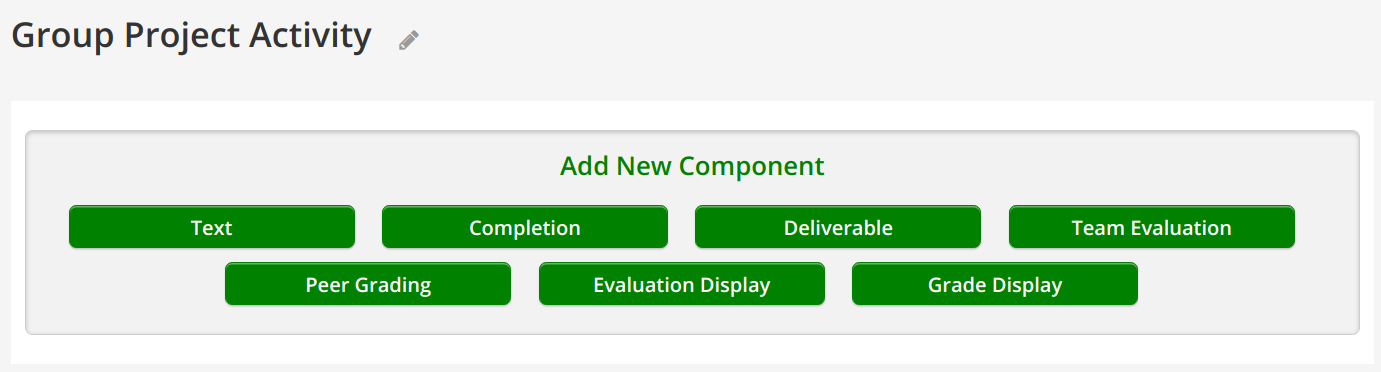 Group Project Activity
Add New Component
Text Completion Deliverable Team Evaluation
Peer Grading Evaluation Display Grade Display